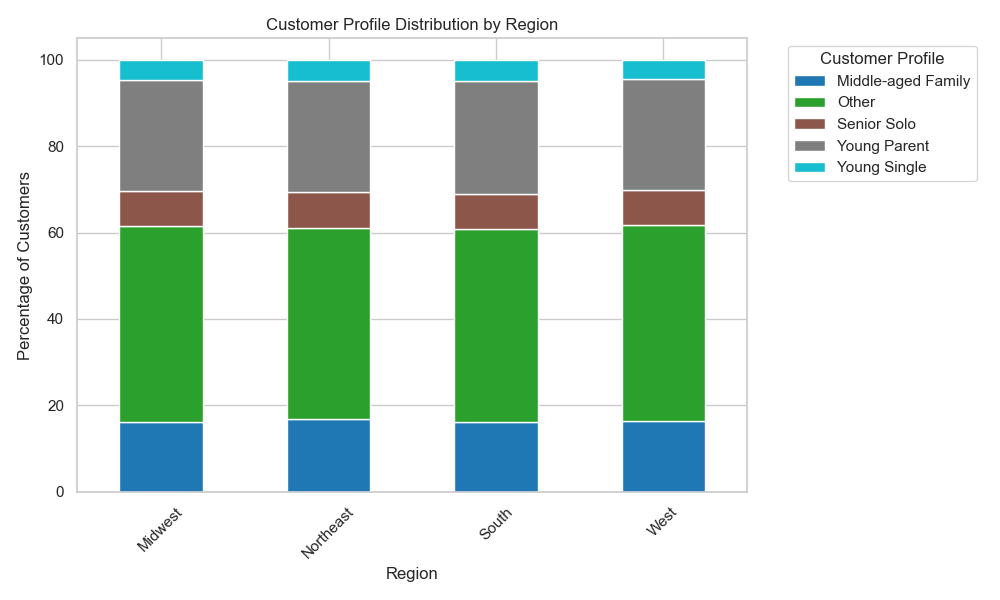 Customer Profile Distribution by Region
Percentage of Customers
100
80
60
40
20
0
Midwest
Northeast
South
West
Region
Customer Profile
Middle-aged Family
Other
Senior Solo
Young Parent
Young Single